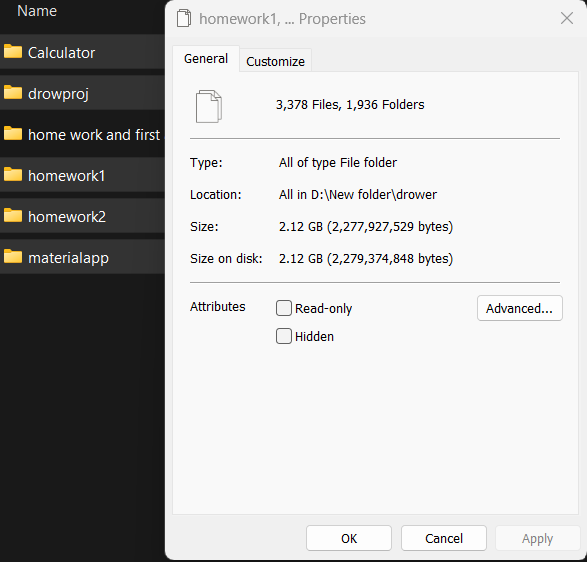 Name
Calculator
drowproj
home work and first
homework1
homework2
materialapp
homework1, ... Properties
General
Customize
3,378 Files, 1,936 Folders
Type: All of type File folder
Location: All in D:\New folder\drower
Size: 2.12 GB (2,277,927,529 bytes)
Size on disk: 2.12 GB (2,279,374,848 bytes)
Attributes
Read-only
Advanced...
Hidden
OK
Cancel
Apply